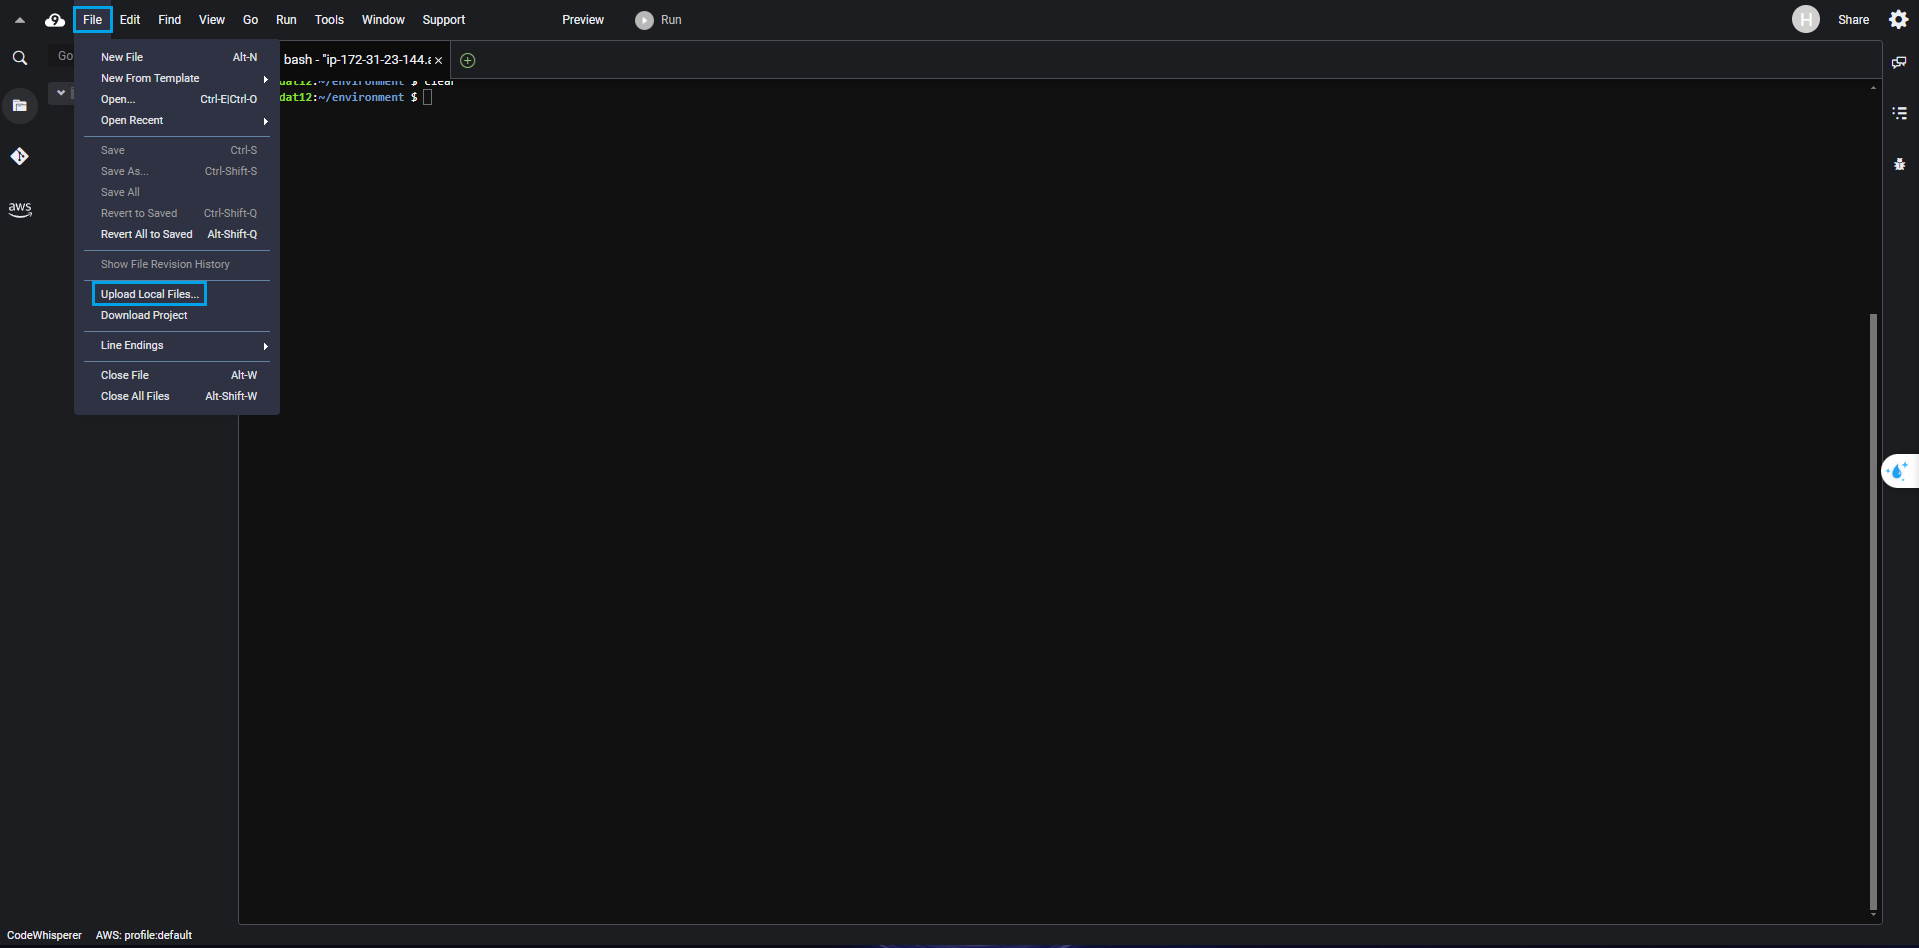 9 File Edit Find View Go Run Tools Window Support Preview Run H Share
Go
bash - "ip-172-31-23-144.a
dat12:~/environment $ clear
dat12:~/environment $
New File Alt-N
New From Template
Open... Ctrl-E|Ctrl-O
Open Recent
Save Ctrl-S
Save As... Ctrl-Shift-S
Save All
Revert to Saved Ctrl-Shift-Q
Revert All to Saved Alt-Shift-Q
Show File Revision History
Upload Local Files...
Download Project
Line Endings
Close File Alt-W
Close All Files Alt-Shift-W
aws
CodeWhisperer AWS: profile:default